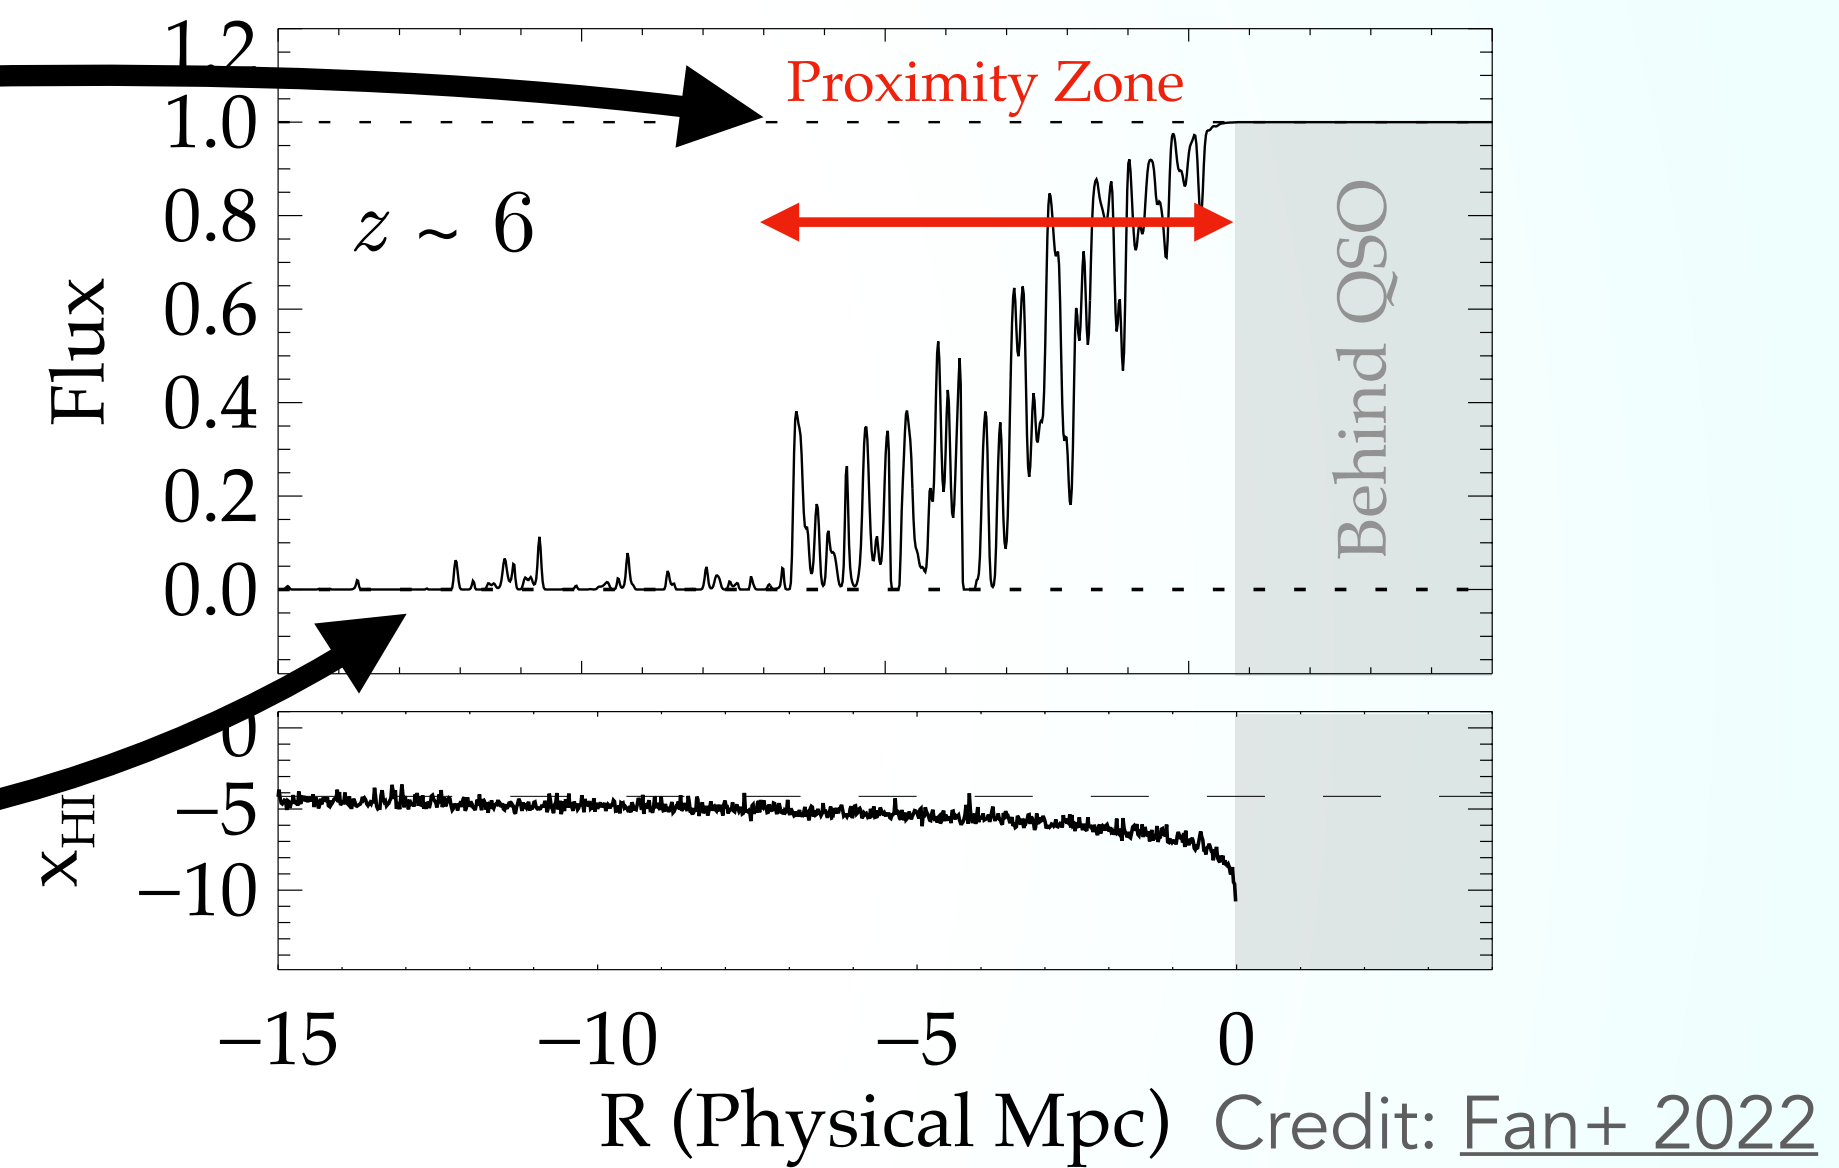 1.2
1.0
0.8
0.6
0.4
0.2
0.0
Flux
Proximity Zone
z ~ 6
Behind QSO
0
−5
−10
xHI
−15 −10 −5 0
R (Physical Mpc)
Credit: Fan+ 2022